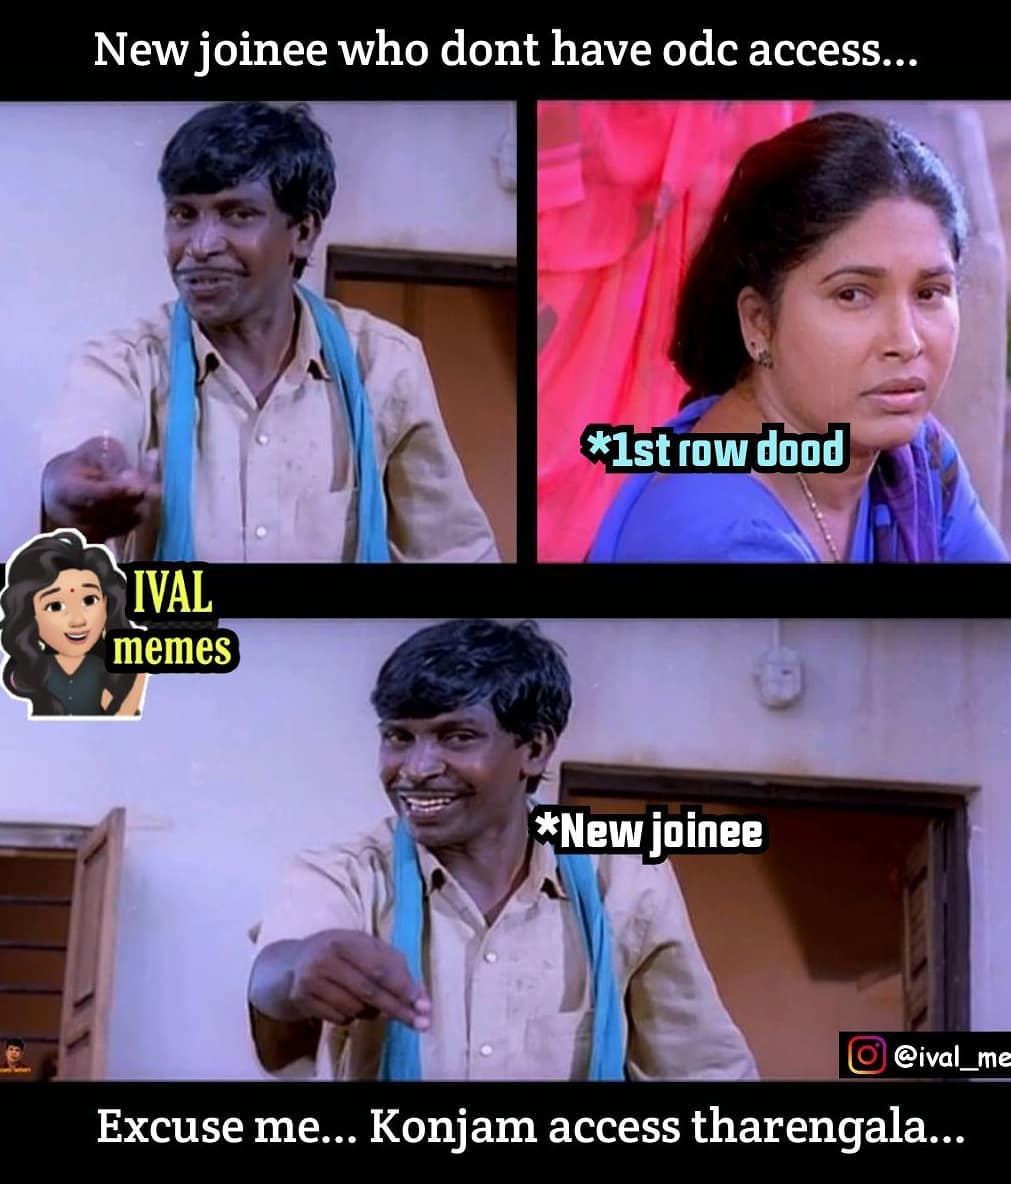 New joinee who dont have odc access...
*1st row dood
IVAL
memes
*New joinee
@ival_me
Excuse me... Konjam access tharengala...